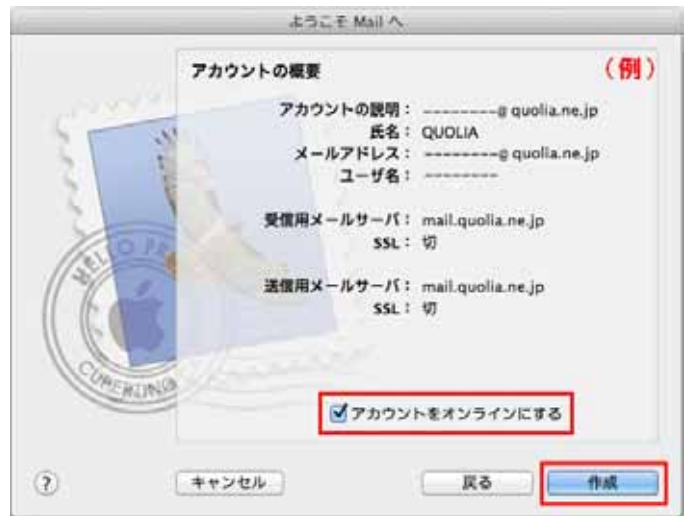 ようこそ Mail へ
アカウントの概要
(例)
アカウントの説明: --------@quolia.ne.jp
氏名: QUOLIA
メールアドレス: --------@quolia.ne.jp
ユーザ名: --------
受信用メールサーバ: mail.quolia.ne.jp
SSL: 切
送信用メールサーバ: mail.quolia.ne.jp
SSL: 切
HELLO
CUPERTINO
アカウントをオンラインにする
?
キャンセル
戻る
作成